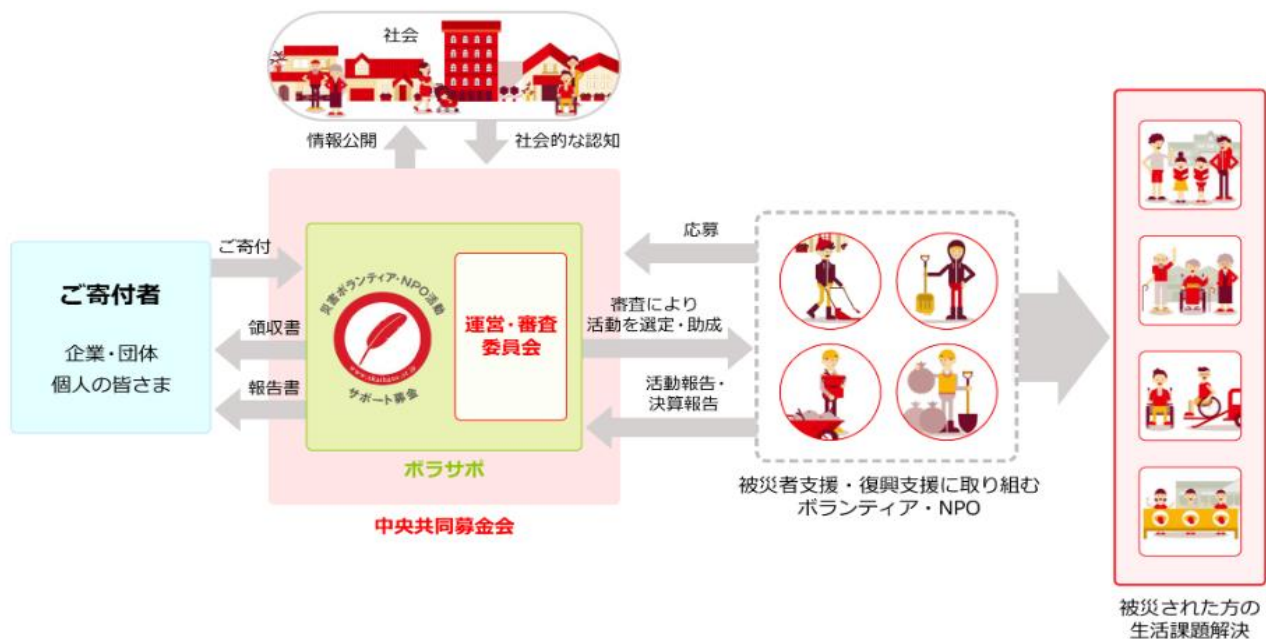 社会
情報公開
社会的な認知
ご寄付者
企業・団体
個人の皆さま
ご寄付
領収書
報告書
災害ボランティア・NPO活動
www.akaihane.or.jp
サポート募金
運営・審査
委員会
ボラサポ
中央共同募金会
応募
審査により
活動を選定・助成
活動報告・
決算報告
被災者支援・復興支援に取り組む
ボランティア・NPO
被災された方の
生活課題解決